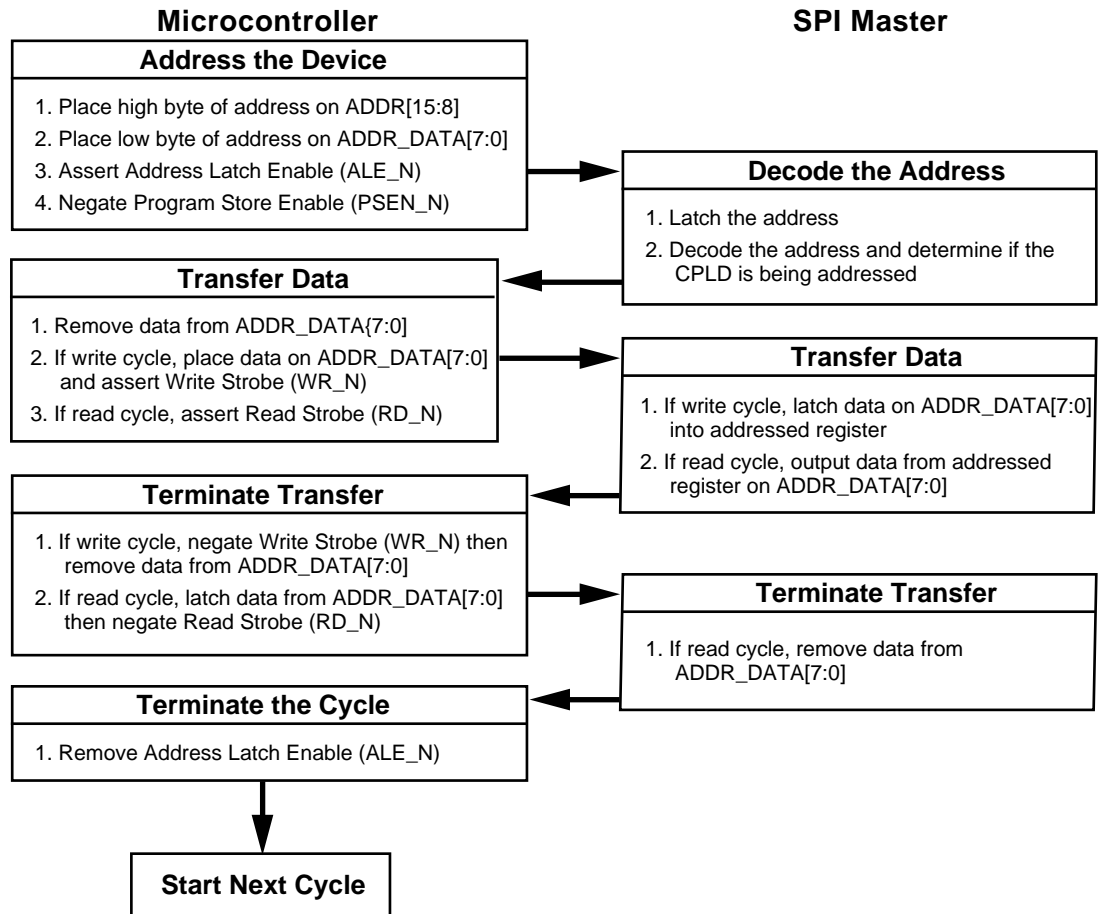 Microcontroller
SPI Master
Address the Device
1. Place high byte of address on ADDR[15:8]
2. Place low byte of address on ADDR_DATA[7:0]
3. Assert Address Latch Enable (ALE_N)
4. Negate Program Store Enable (PSEN_N)
Decode the Address
1. Latch the address
2. Decode the address and determine if the
CPLD is being addressed
Transfer Data
1. Remove data from ADDR_DATA{7:0]
2. If write cycle, place data on ADDR_DATA[7:0]
and assert Write Strobe (WR_N)
3. If read cycle, assert Read Strobe (RD_N)
Transfer Data
1. If write cycle, latch data on ADDR_DATA[7:0]
into addressed register
2. If read cycle, output data from addressed
register on ADDR_DATA[7:0]
Terminate Transfer
1. If write cycle, negate Write Strobe (WR_N) then
remove data from ADDR_DATA[7:0]
2. If read cycle, latch data from ADDR_DATA[7:0]
then negate Read Strobe (RD_N)
Terminate Transfer
1. If read cycle, remove data from
ADDR_DATA[7:0]
Terminate the Cycle
1. Remove Address Latch Enable (ALE_N)
Start Next Cycle